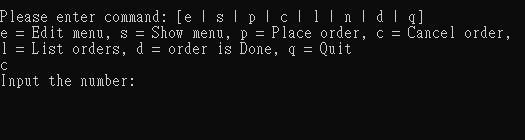 Please enter command: [e | s | p | c | l | n | d | q]
e = Edit menu, s = Show menu, p = Place order, c = Cancel order,
l = List orders, d = order is Done, q = Quit
c
Input the number: